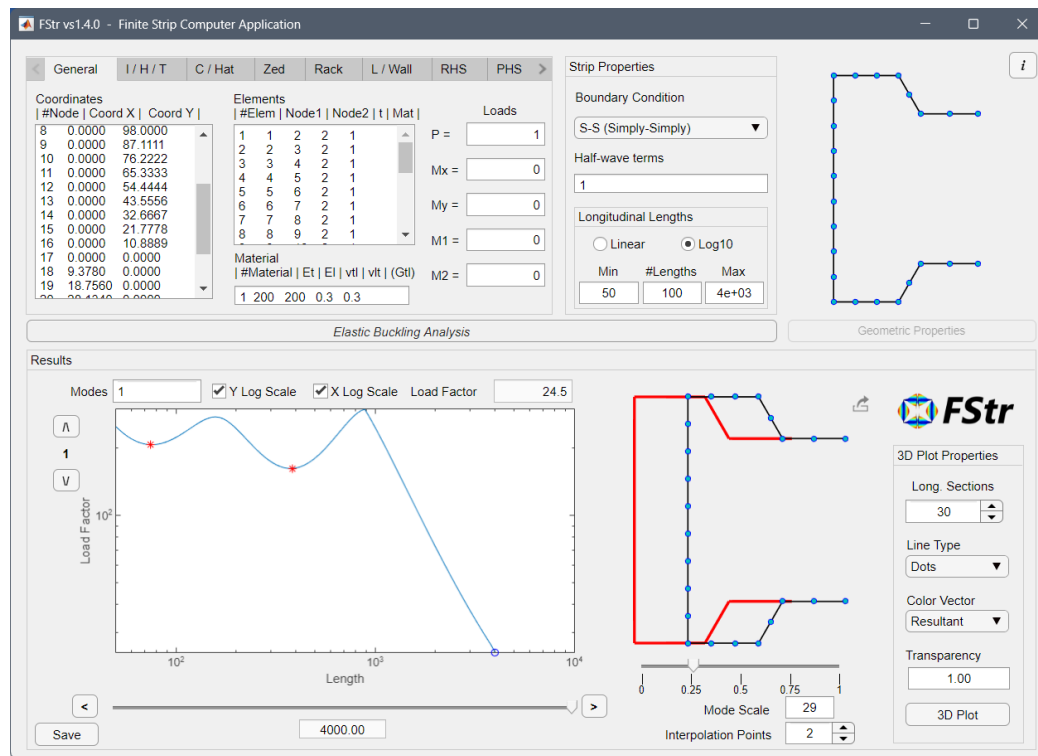 FStr vs1.4.0 - Finite Strip Computer Application
General I / H / T C / Hat Zed Rack L / Wall RHS PHS
Coordinates
| #Node | Coord X | Coord Y |
8 0.0000 98.0000
9 0.0000 87.1111
10 0.0000 76.2222
11 0.0000 65.3333
12 0.0000 54.4444
13 0.0000 43.5556
14 0.0000 32.6667
15 0.0000 21.7778
16 0.0000 10.8889
17 0.0000 0.0000
18 9.3780 0.0000
19 18.7560 0.0000
Elements
| #Elem | Node1 | Node2 | t | Mat |
1 1 2 2 1
2 2 3 2 1
3 3 4 2 1
4 4 5 2 1
5 5 6 2 1
6 6 7 2 1
7 7 8 2 1
8 8 9 2 1
Material
| #Material | Et | El | vtl | vlt | (Gtl)
1 200 200 0.3 0.3
Loads
P = 1
Mx = 0
My = 0
M1 = 0
M2 = 0
Strip Properties
Boundary Condition
S-S (Simply-Simply)
Half-wave terms
1
Longitudinal Lengths
Linear Log10
Min #Lengths Max
50 100 4e+03
i
Elastic Buckling Analysis
Geometric Properties
Results
Modes 1 Y Log Scale X Log Scale Load Factor 24.5
/\
1
\/
Load Factor
10²
10² 10³ 10⁴
Length
< >
4000.00
Save
0 0.25 0.5 0.75 1
Mode Scale 29
Interpolation Points 2
FStr
3D Plot Properties
Long. Sections
30
Line Type
Dots
Color Vector
Resultant
Transparency
1.00
3D Plot